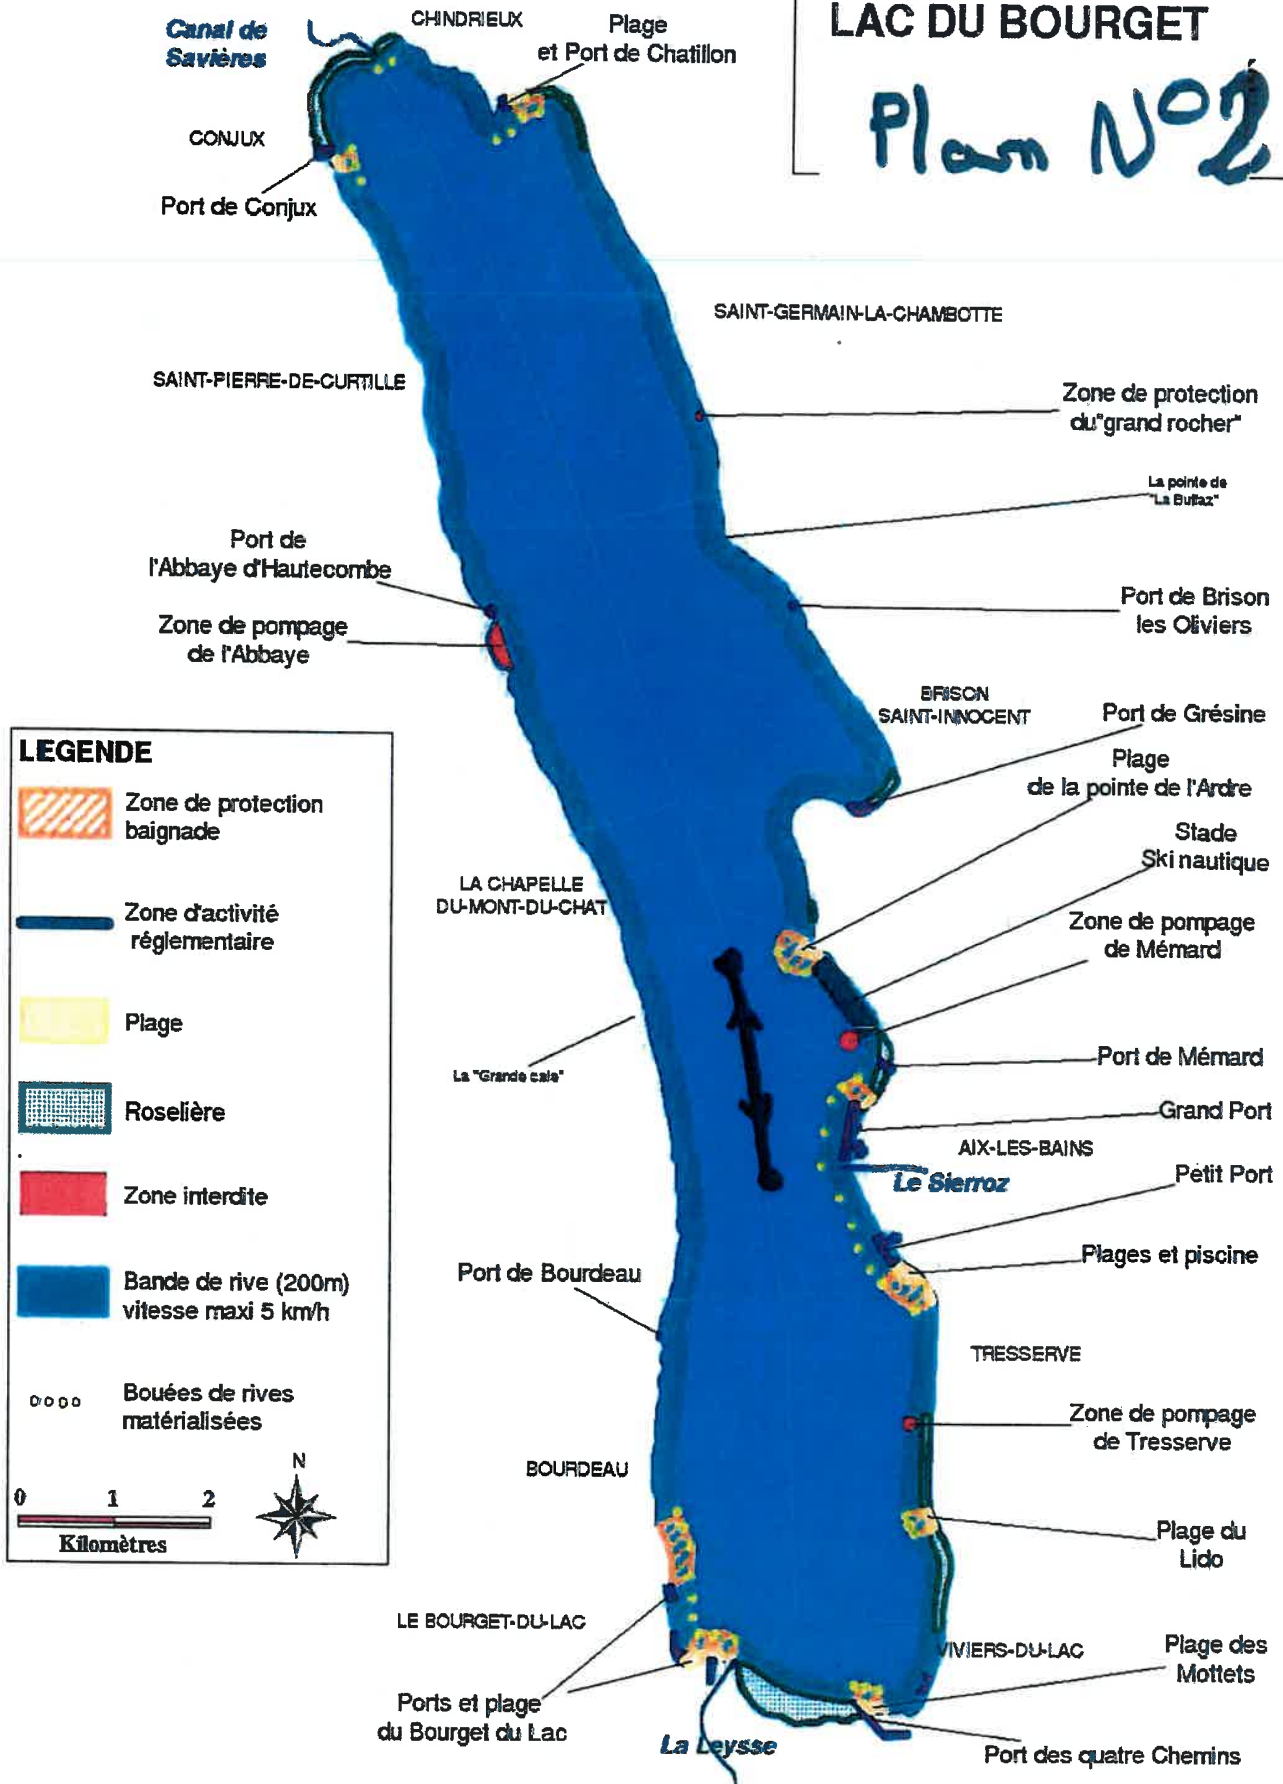 LAC DU BOURGET
Plan N°2
Canal de
Savières
CHINDRIEUX
Plage
et Port de Chatillon
CONJUX
Port de Conjux
SAINT-GERMAIN-LA-CHAMBOTTE
SAINT-PIERRE-DE-CURTILLE
Zone de protection
du"grand rocher"
La pointe de
"La Buffaz"
Port de
l'Abbaye d'Hautecombe
Port de Brison
les Oliviers
Zone de pompage
de l'Abbaye
BRISON
SAINT-INNOCENT
Port de Grésine
Plage
de la pointe de l'Ardre
Stade
Ski nautique
LA CHAPELLE
DU-MONT-DU-CHAT
Zone de pompage
de Mémard
La "Grande cale"
Port de Mémard
Grand Port
AIX-LES-BAINS
Le Sierroz
Petit Port
Plages et piscine
Port de Bourdeau
TRESSERVE
Zone de pompage
de Tresserve
BOURDEAU
Plage du
Lido
LE BOURGET-DU-LAC
VIVIERS-DU-LAC
Plage des
Mottets
Ports et plage
du Bourget du Lac
La Leysse
Port des quatre Chemins
LEGENDE
Zone de protection
baignade
Zone d'activité
réglementaire
Plage
Roselière
Zone interdite
Bande de rive (200m)
vitesse maxi 5 km/h
Bouées de rives
matérialisées
N
0 1 2
Kilomètres